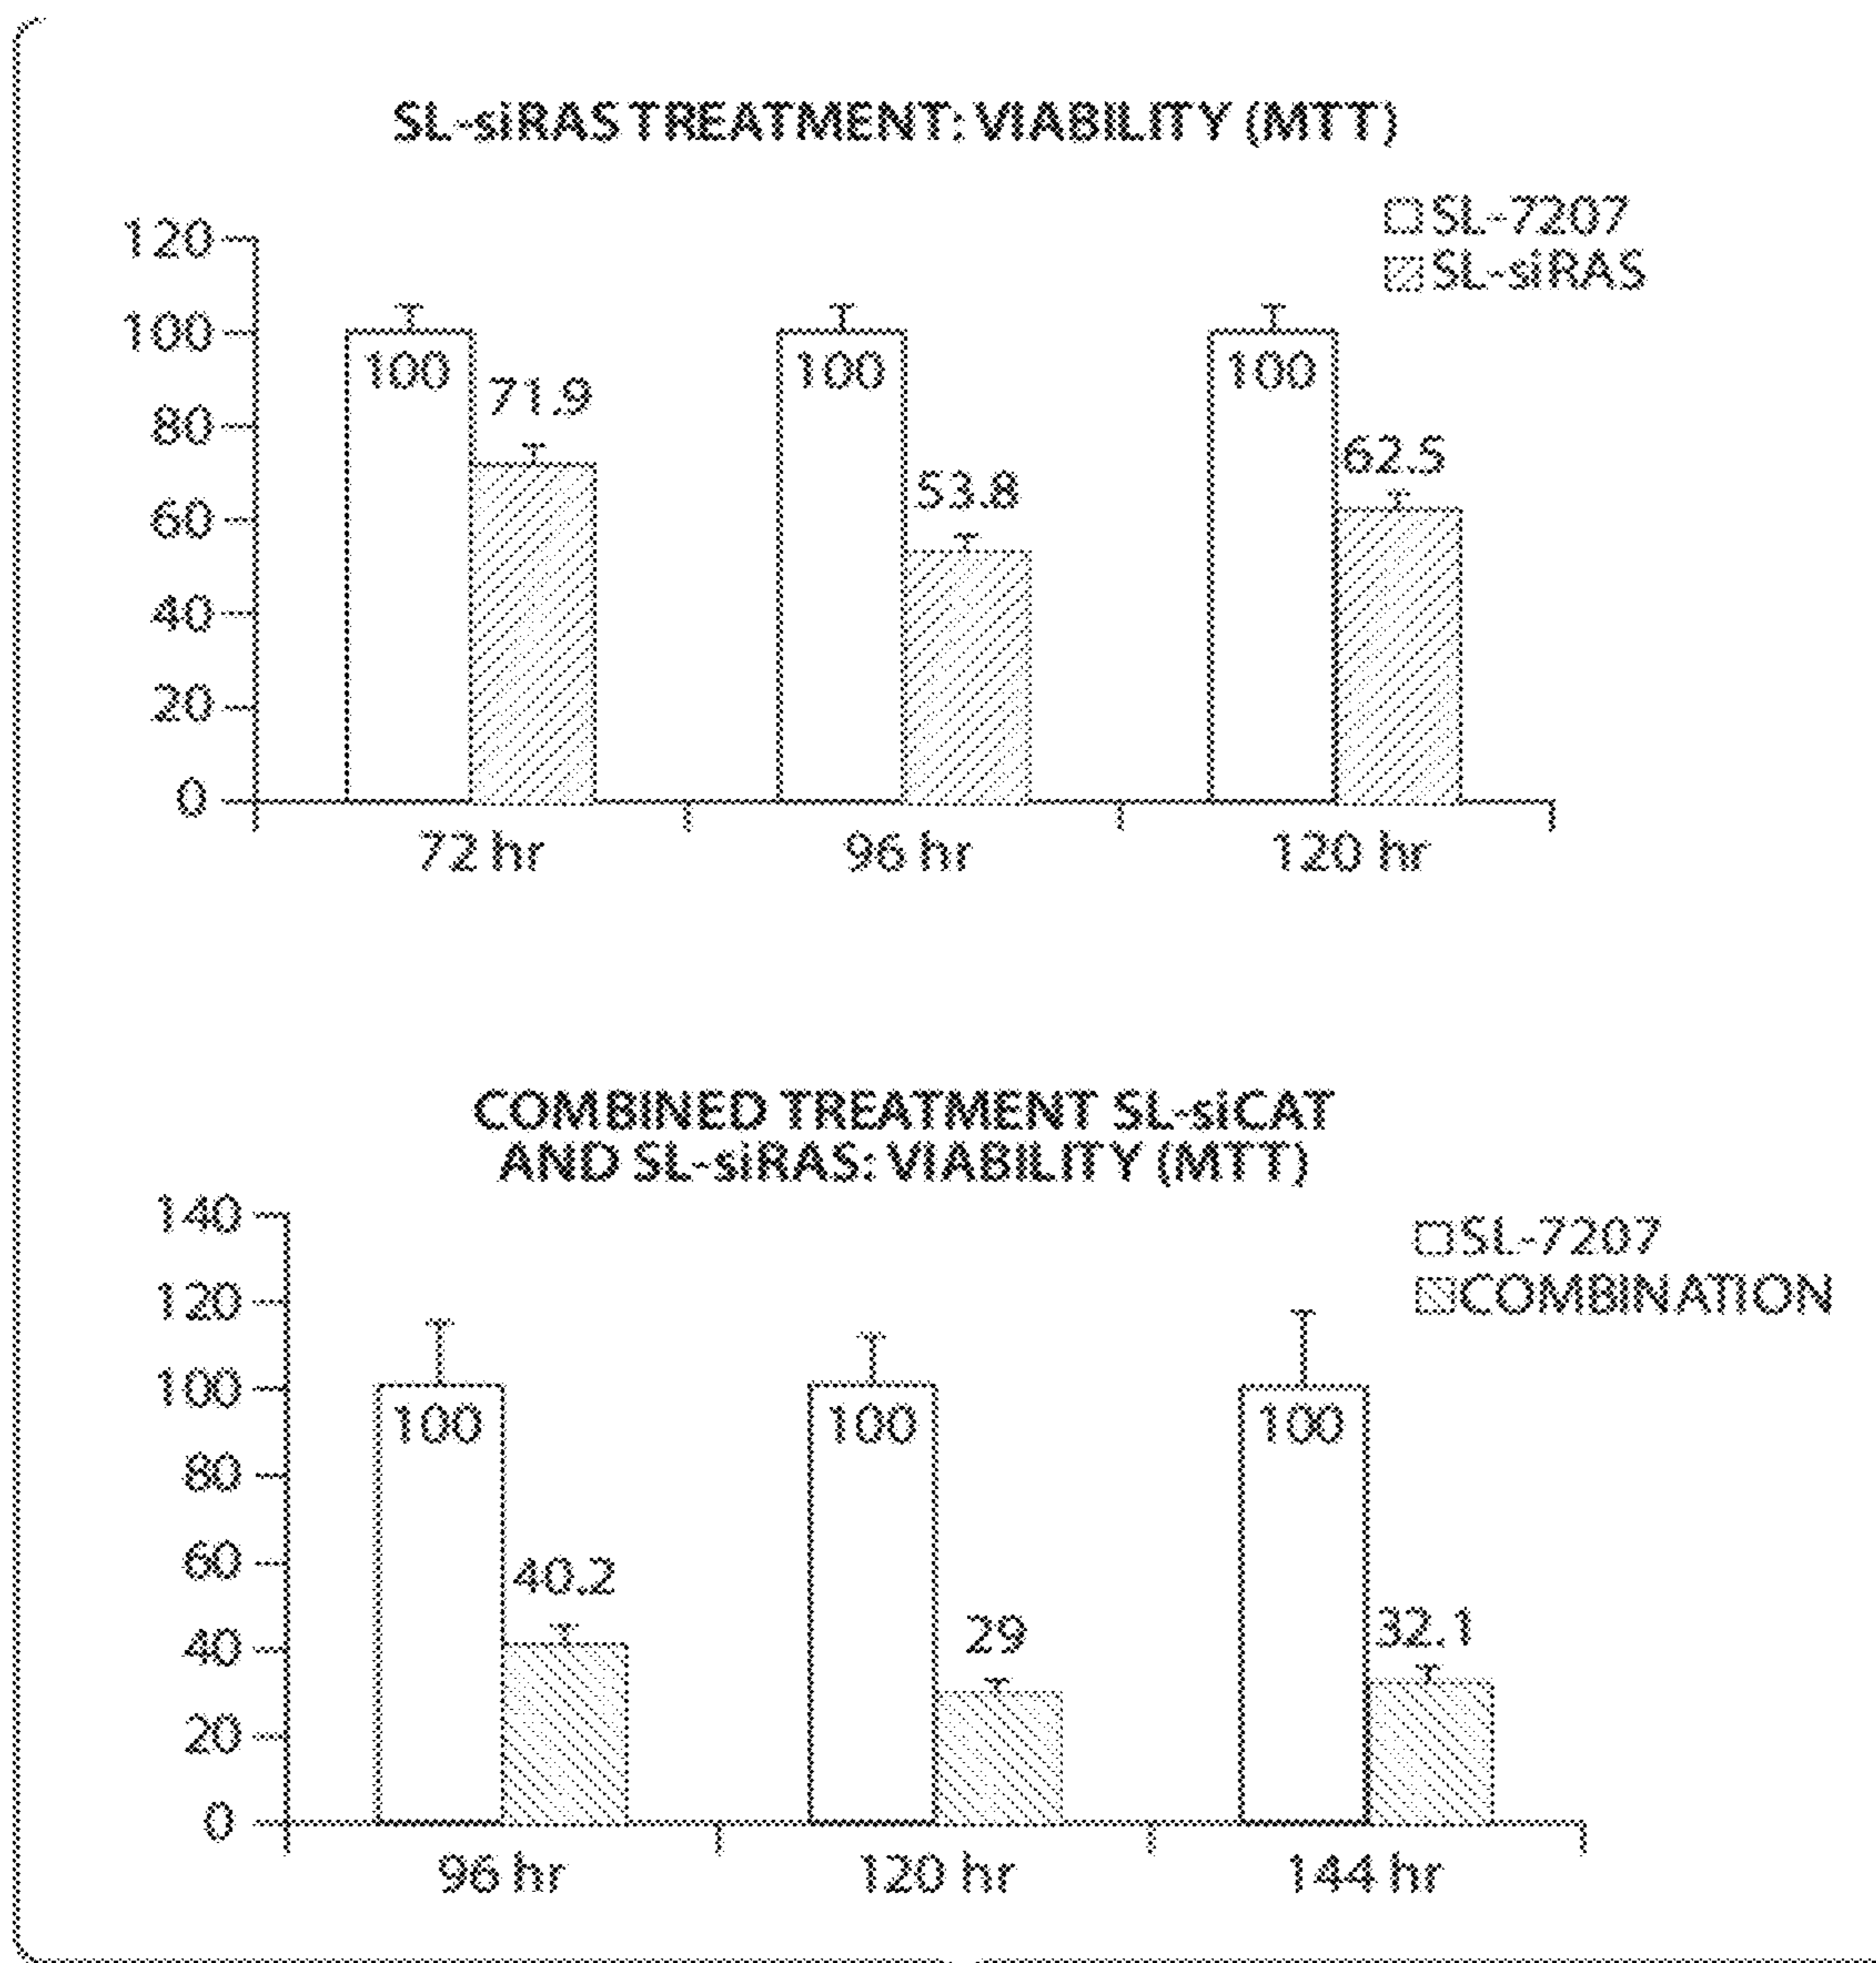 SL-siRAS TREATMENT: VIABILITY (MTT)
SL-7207
SL-siRAS
120
100
80
60
40
20
0
100
71.9
100
53.8
100
62.5
72 hr
96 hr
120 hr
COMBINED TREATMENT SL-siCAT
AND SL-siRAS: VIABILITY (MTT)
SL-7207
COMBINATION
140
120
100
80
60
40
20
0
100
40.2
100
29
100
32.1
96 hr
120 hr
144 hr